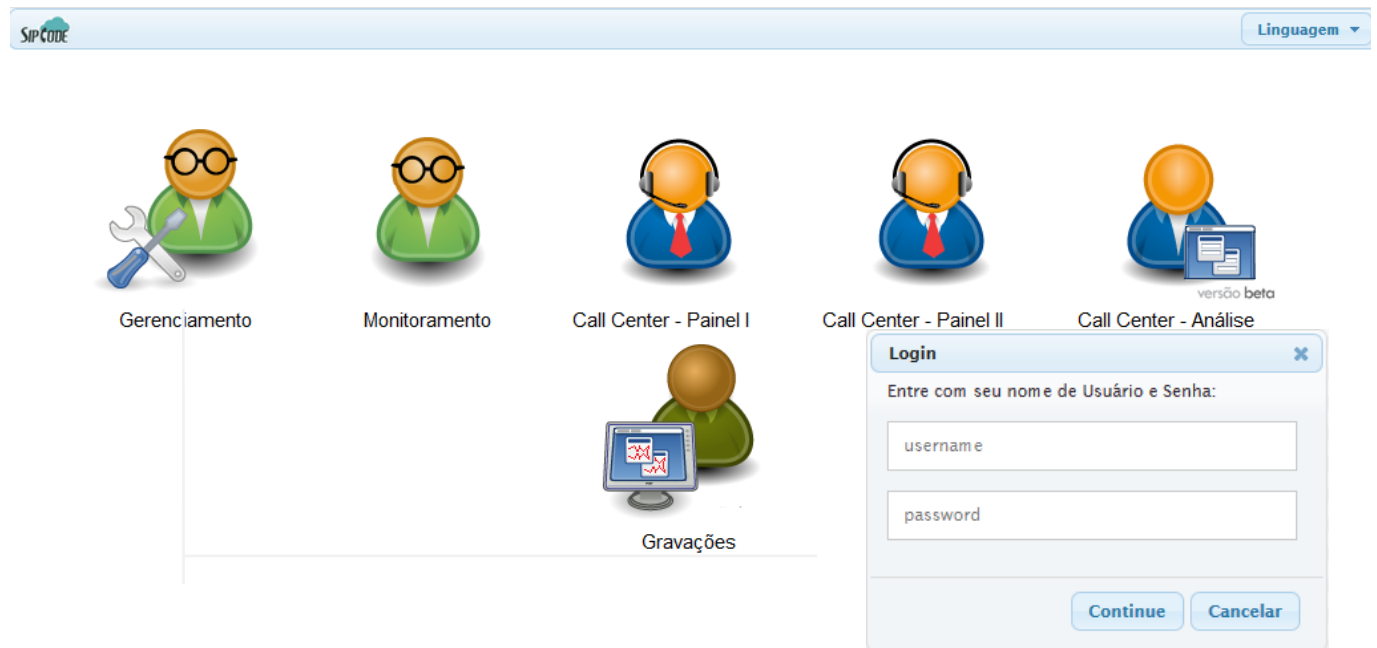 SIPCODE
Linguagem
versão beta
Gerenciamento
Monitoramento
Call Center - Painel I
Call Center - Painel II
Call Center - Análise
Gravações
Login
Entre com seu nome de Usuário e Senha:
username
password
Continue
Cancelar